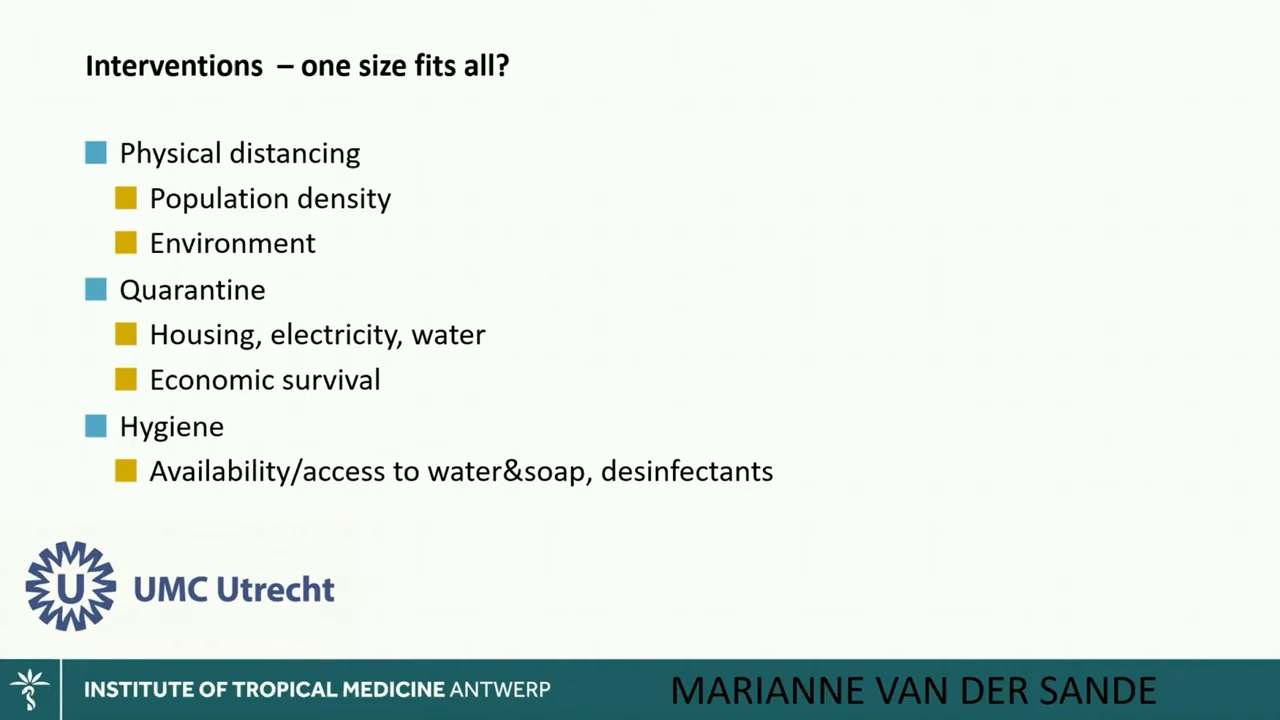 Interventions – one size fits all?
Physical distancing
Population density
Environment
Quarantine
Housing, electricity, water
Economic survival
Hygiene
Availability/access to water&soap, desinfectants
U UMC Utrecht
INSTITUTE OF TROPICAL MEDICINE ANTWERP
MARIANNE VAN DER SANDE